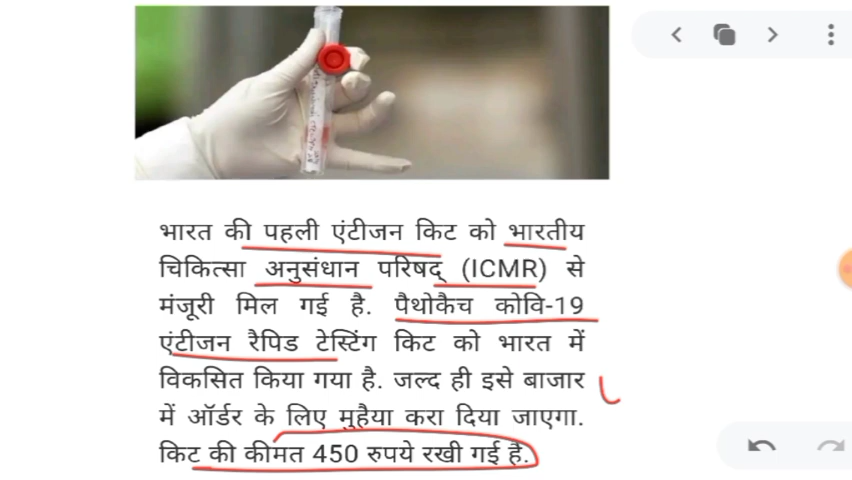 भारत की पहली एंटीजन किट को भारतीय
चिकित्सा अनुसंधान परिषद् (ICMR) से
मंजूरी मिल गई है. पैथोकैच कोवि-19
एंटीजन रैपिड टेस्टिंग किट को भारत में
विकसित किया गया है. जल्द ही इसे बाजार
में ऑर्डर के लिए मुहैया करा दिया जाएगा.
किट की कीमत 450 रुपये रखी गई है.